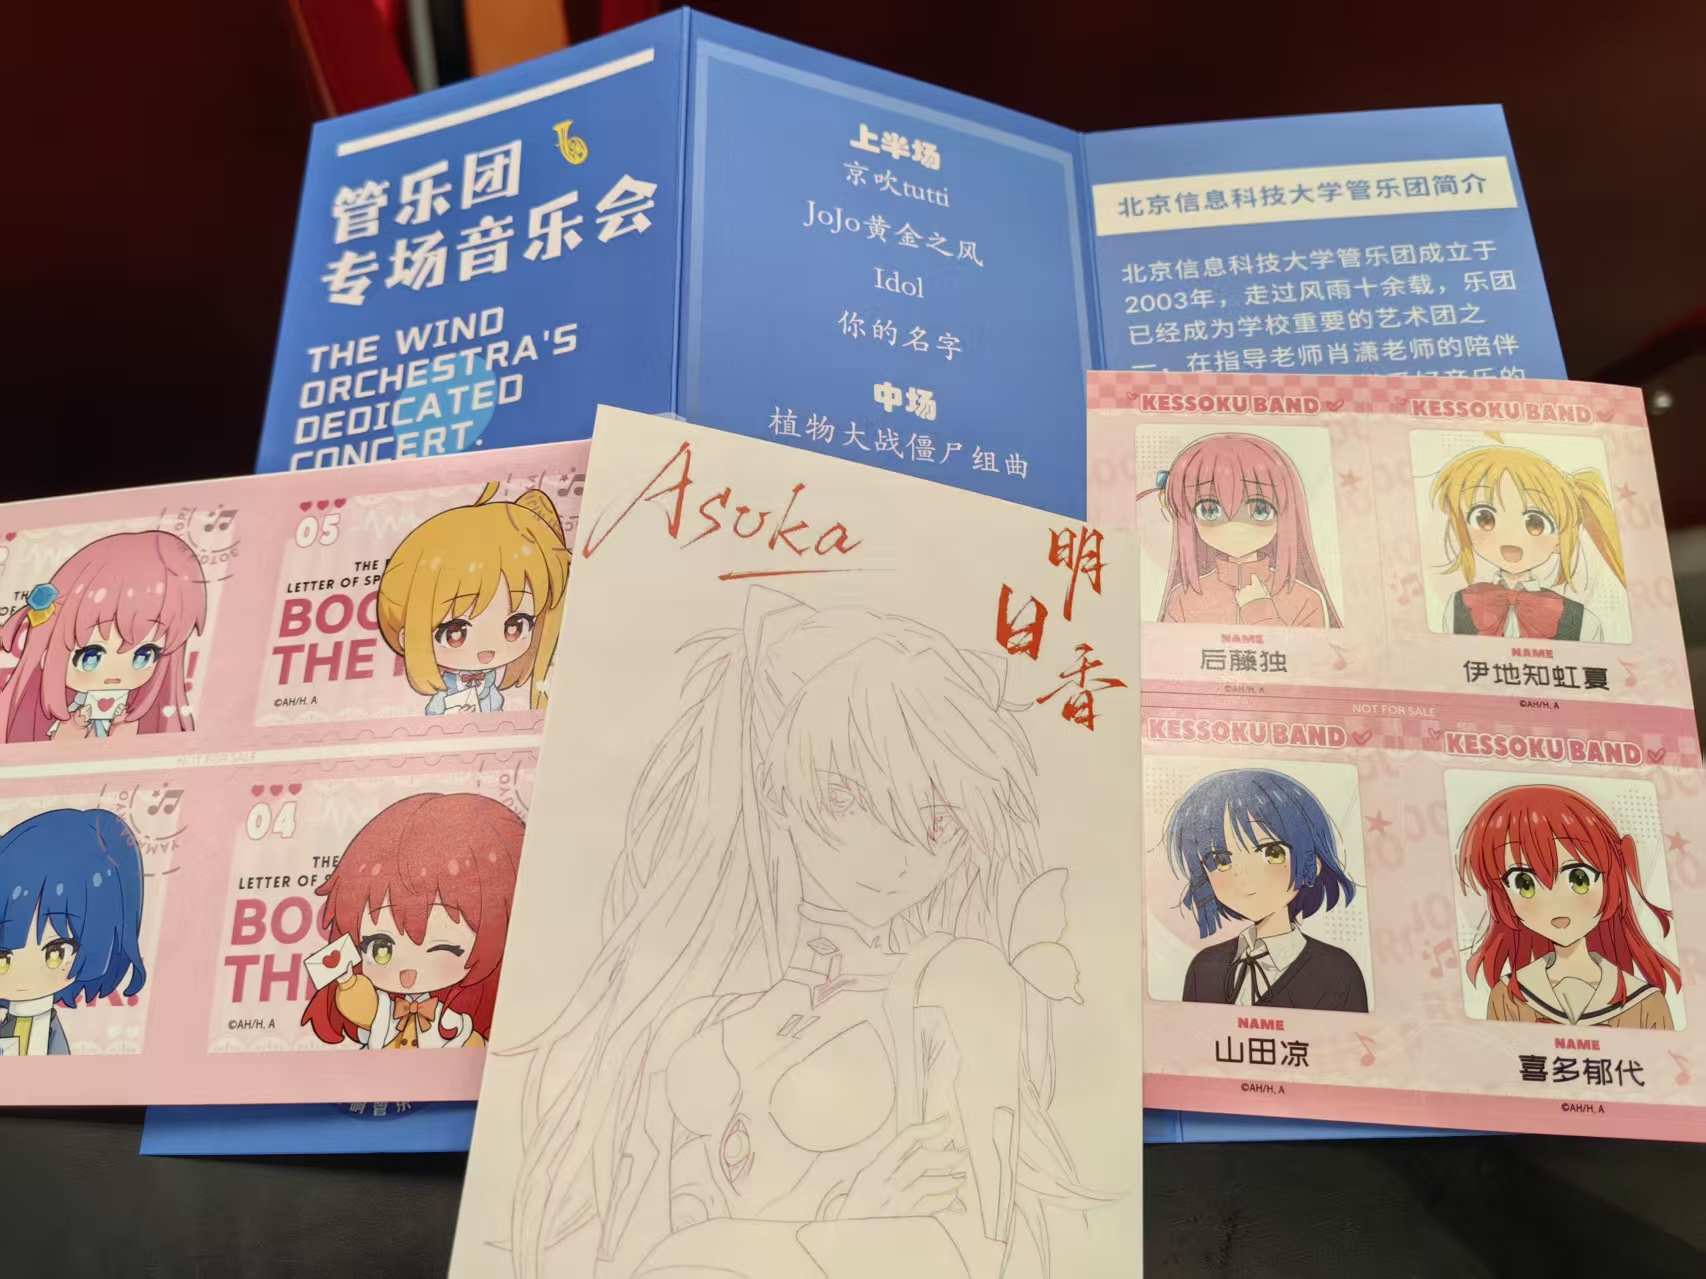 管乐团
专场音乐会
THE WIND
ORCHESTRA'S
DEDICATED
CONCERT.
上半场
京吹tutti
JoJo黄金之风
Idol
你的名字
中场
植物大战僵尸组曲
北京信息科技大学管乐团简介
北京信息科技大学管乐团成立于
2003年，走过风雨十余载，乐团
已经成为学校重要的艺术团之
一，在指导老师肖潇老师的陪伴
好音乐的
05
THE
LETTER OF SP
BOC
THE
©AH/H. A
NOT FOR SALE
04
THE
LETTER OF S
BOC
TH
©AH/H. A
Asuka
明日香
02
KESSOKU BAND
KESSOKU BAND
NAME
后藤独
©AH/H. A
NAME
伊地知虹夏
©AH/H. A
NOT FOR SALE
KESSOKU BAND
KESSOKU BAND
NAME
山田凉
©AH/H. A
NAME
喜多郁代
©AH/H. A